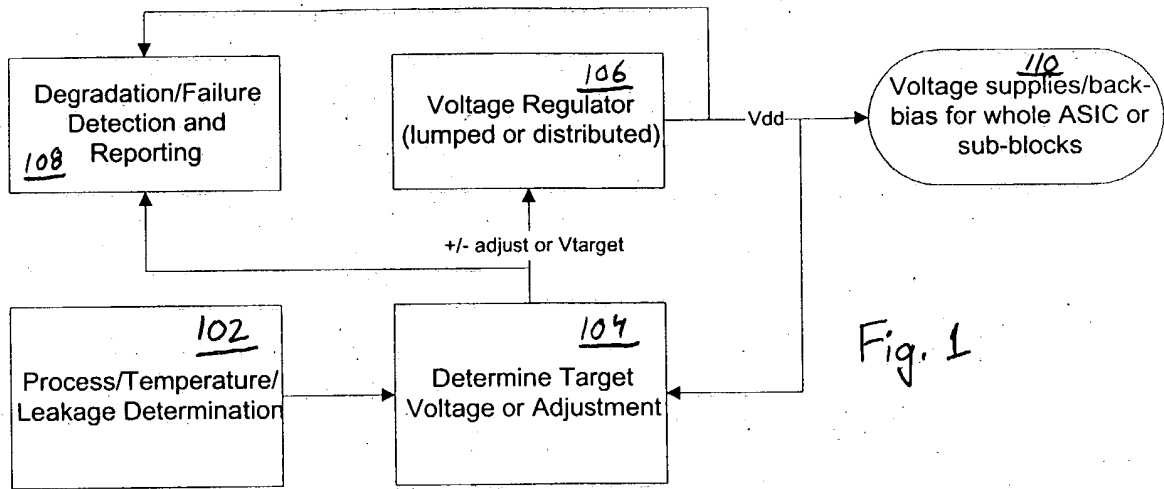 108
Degradation/Failure
Detection and
Reporting
106
Voltage Regulator
(lumped or distributed)
Vdd
110
Voltage supplies/back-
bias for whole ASIC or
sub-blocks
+/- adjust or Vtarget
102
Process/Temperature/
Leakage Determination
104
Determine Target
Voltage or Adjustment
Fig. 1